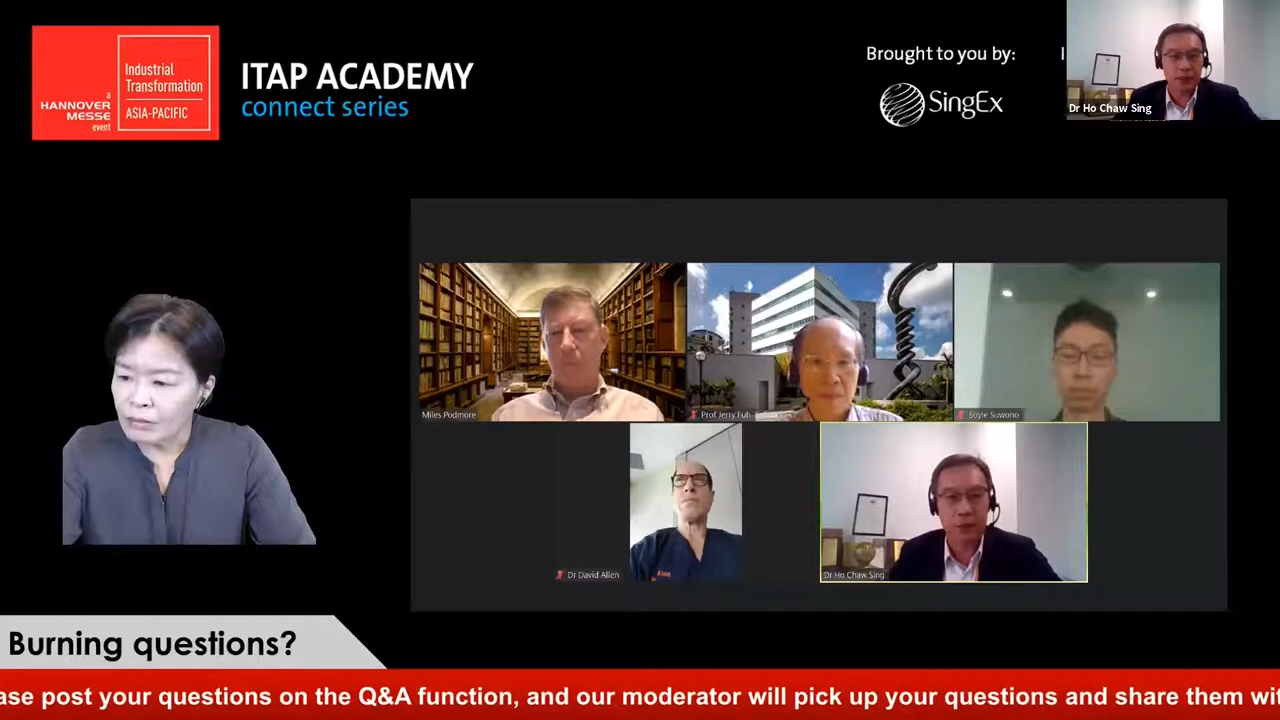 a
HANNOVER
MESSE
event
Industrial
Transformation
ASIA-PACIFIC
ITAP ACADEMY
connect series
Brought to you by:
SingEx
Dr Ho Chaw Sing
Miles Podmore
Prof Jerry Fuh
Boyle Suwono
Dr David Allen
Dr Ho Chaw Sing
Burning questions?
ase post your questions on the Q&A function, and our moderator will pick up your questions and share them wit